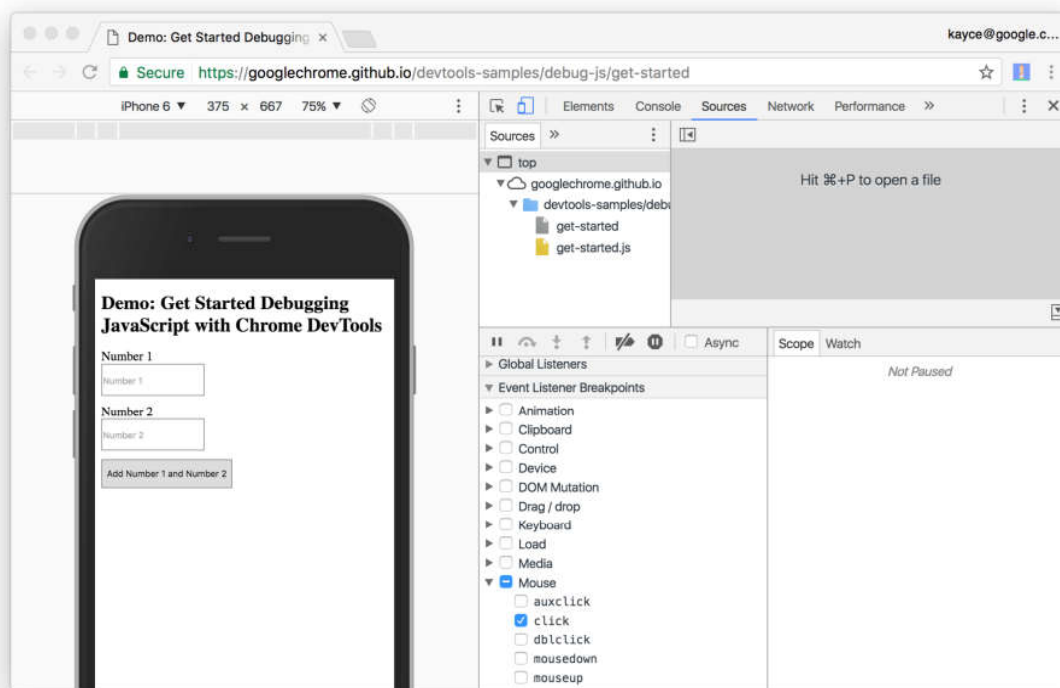 Demo: Get Started Debugging ×
kayce@google.c...
Secure https://googlechrome.github.io/devtools-samples/debug-js/get-started
iPhone 6 ▼ 375 × 667 75% ▼
Elements Console Sources Network Performance »
Sources »
top
googlechrome.github.io
devtools-samples/debu
get-started
get-started.js
Hit ⌘+P to open a file
Demo: Get Started Debugging
JavaScript with Chrome DevTools
Number 1
Number 1
Number 2
Number 2
Add Number 1 and Number 2
Async
Scope Watch
Global Listeners
Not Paused
Event Listener Breakpoints
Animation
Clipboard
Control
Device
DOM Mutation
Drag / drop
Keyboard
Load
Media
Mouse
auxclick
click
dblclick
mousedown
mouseup